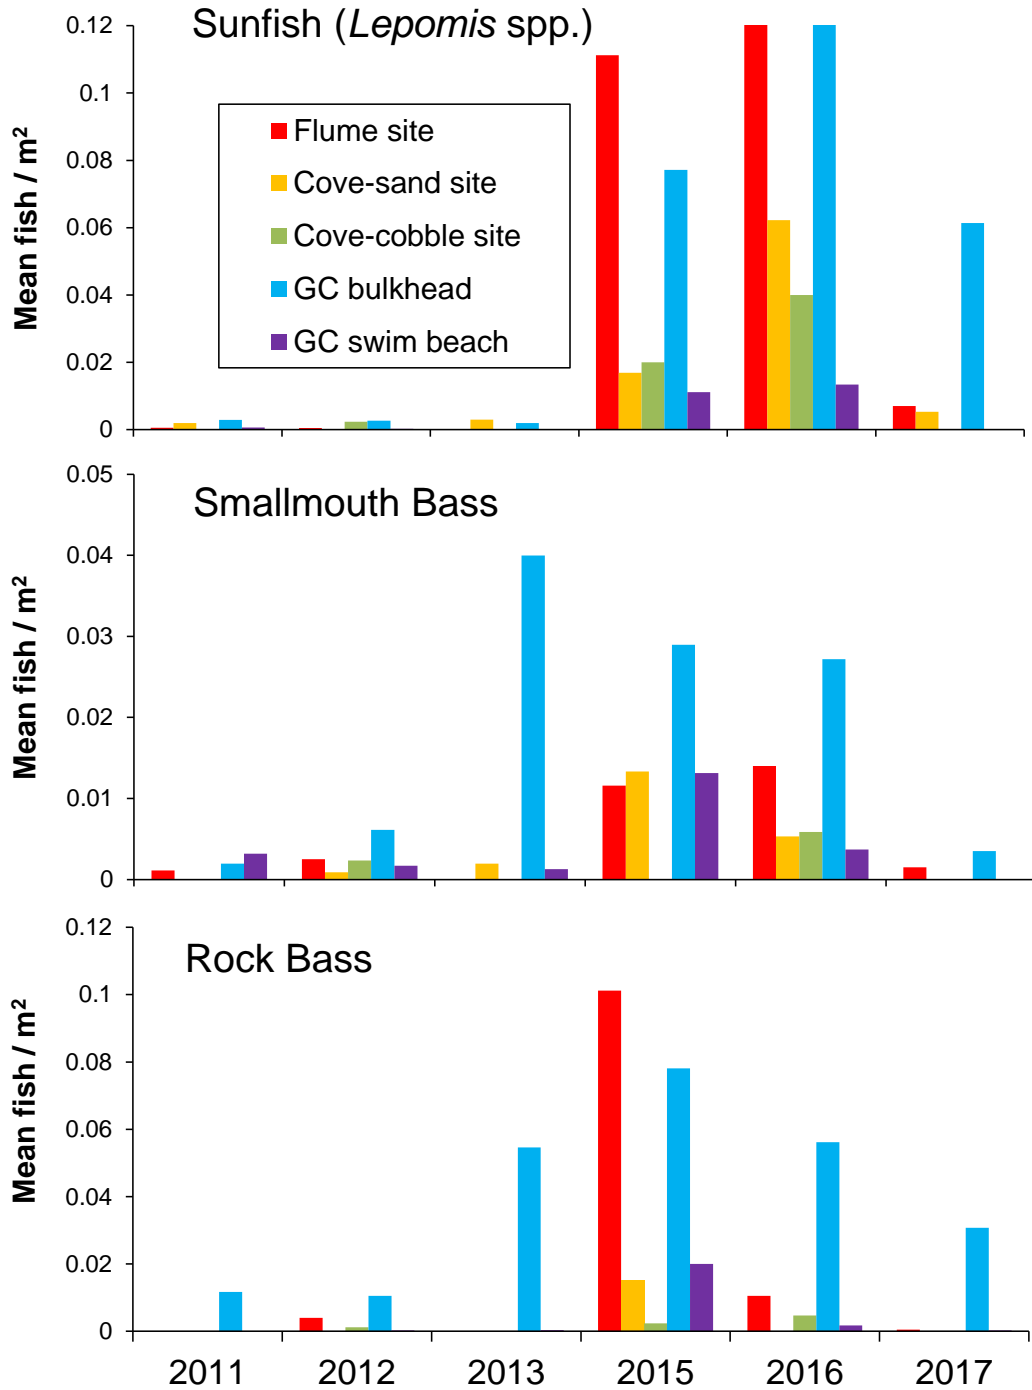 Sunfish (Lepomis spp.)
Mean fish / m²
0.12
0.1
0.08
0.06
0.04
0.02
0
Flume site
Cove-sand site
Cove-cobble site
GC bulkhead
GC swim beach
Smallmouth Bass
Mean fish / m²
0.05
0.04
0.03
0.02
0.01
0
Rock Bass
Mean fish / m²
0.12
0.1
0.08
0.06
0.04
0.02
0
2011 2012 2013 2015 2016 2017